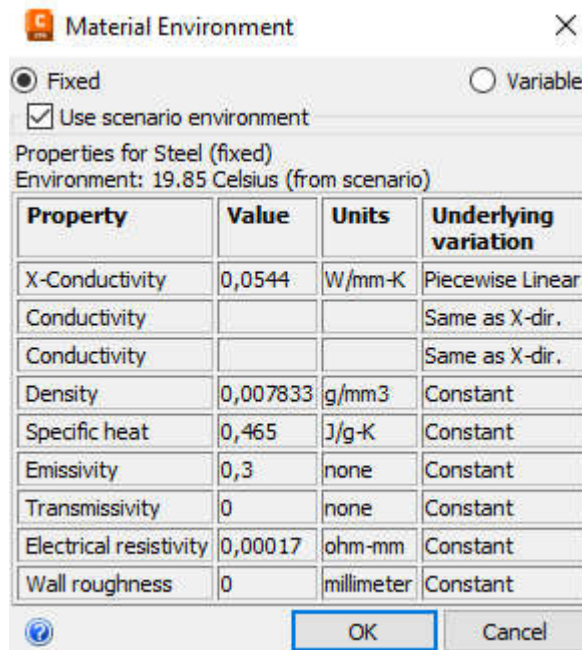 Material Environment
Fixed
Variable
Use scenario environment
Properties for Steel (fixed)
Environment: 19.85 Celsius (from scenario)
Property Value Units Underlying
variation
X-Conductivity 0,0544 W/mm-K Piecewise Linear
Conductivity Same as X-dir.
Conductivity Same as X-dir.
Density 0,007833 g/mm3 Constant
Specific heat 0,465 J/g-K Constant
Emissivity 0,3 none Constant
Transmissivity 0 none Constant
Electrical resistivity 0,00017 ohm-mm Constant
Wall roughness 0 millimeter Constant
OK
Cancel